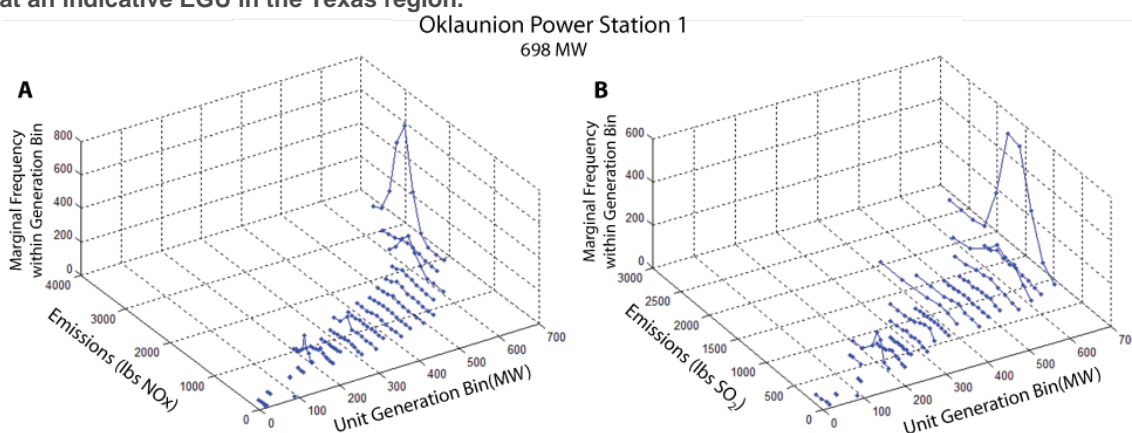 at an indicative EGU in the Texas region.
Oklaunion Power Station 1
698 MW
A
Marginal Frequency
within Generation Bin
800
600
400
200
0
4000
3000
2000
1000
0
Emissions (lbs NOx)
0
100
200
300
400
500
600
700
Unit Generation Bin(MW)
B
Marginal Frequency
within Generation Bin
600
400
200
0
3000
2500
2000
1500
1000
500
0
Emissions (lbs SO₂)
0
100
200
300
400
500
600
70
Unit Generation Bin(MW)